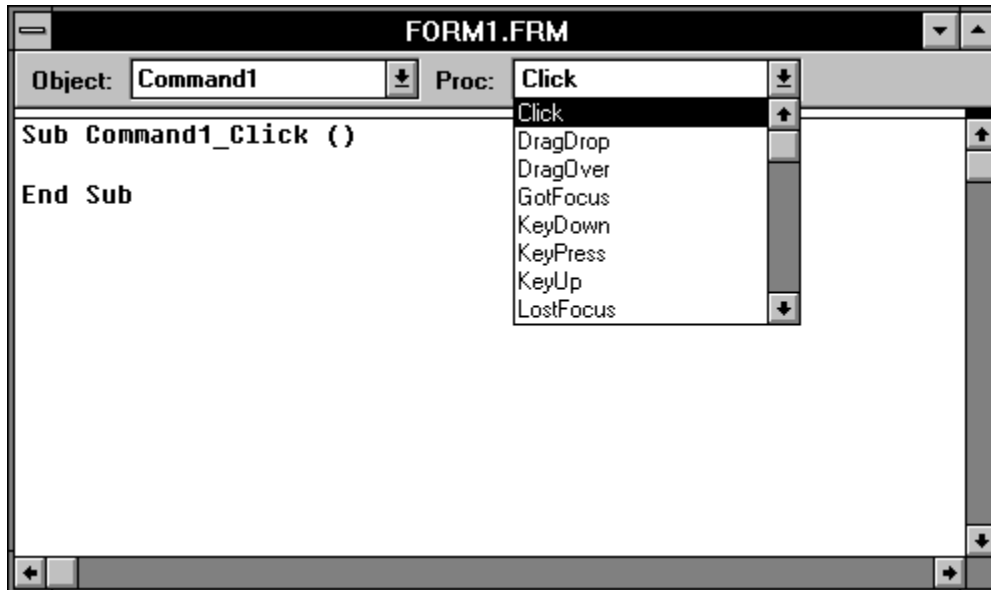 FORM1.FRM
Object: Command1 Proc: Click
Sub Command1_Click ()
End Sub
Click
DragDrop
DragOver
GotFocus
KeyDown
KeyPress
KeyUp
LostFocus